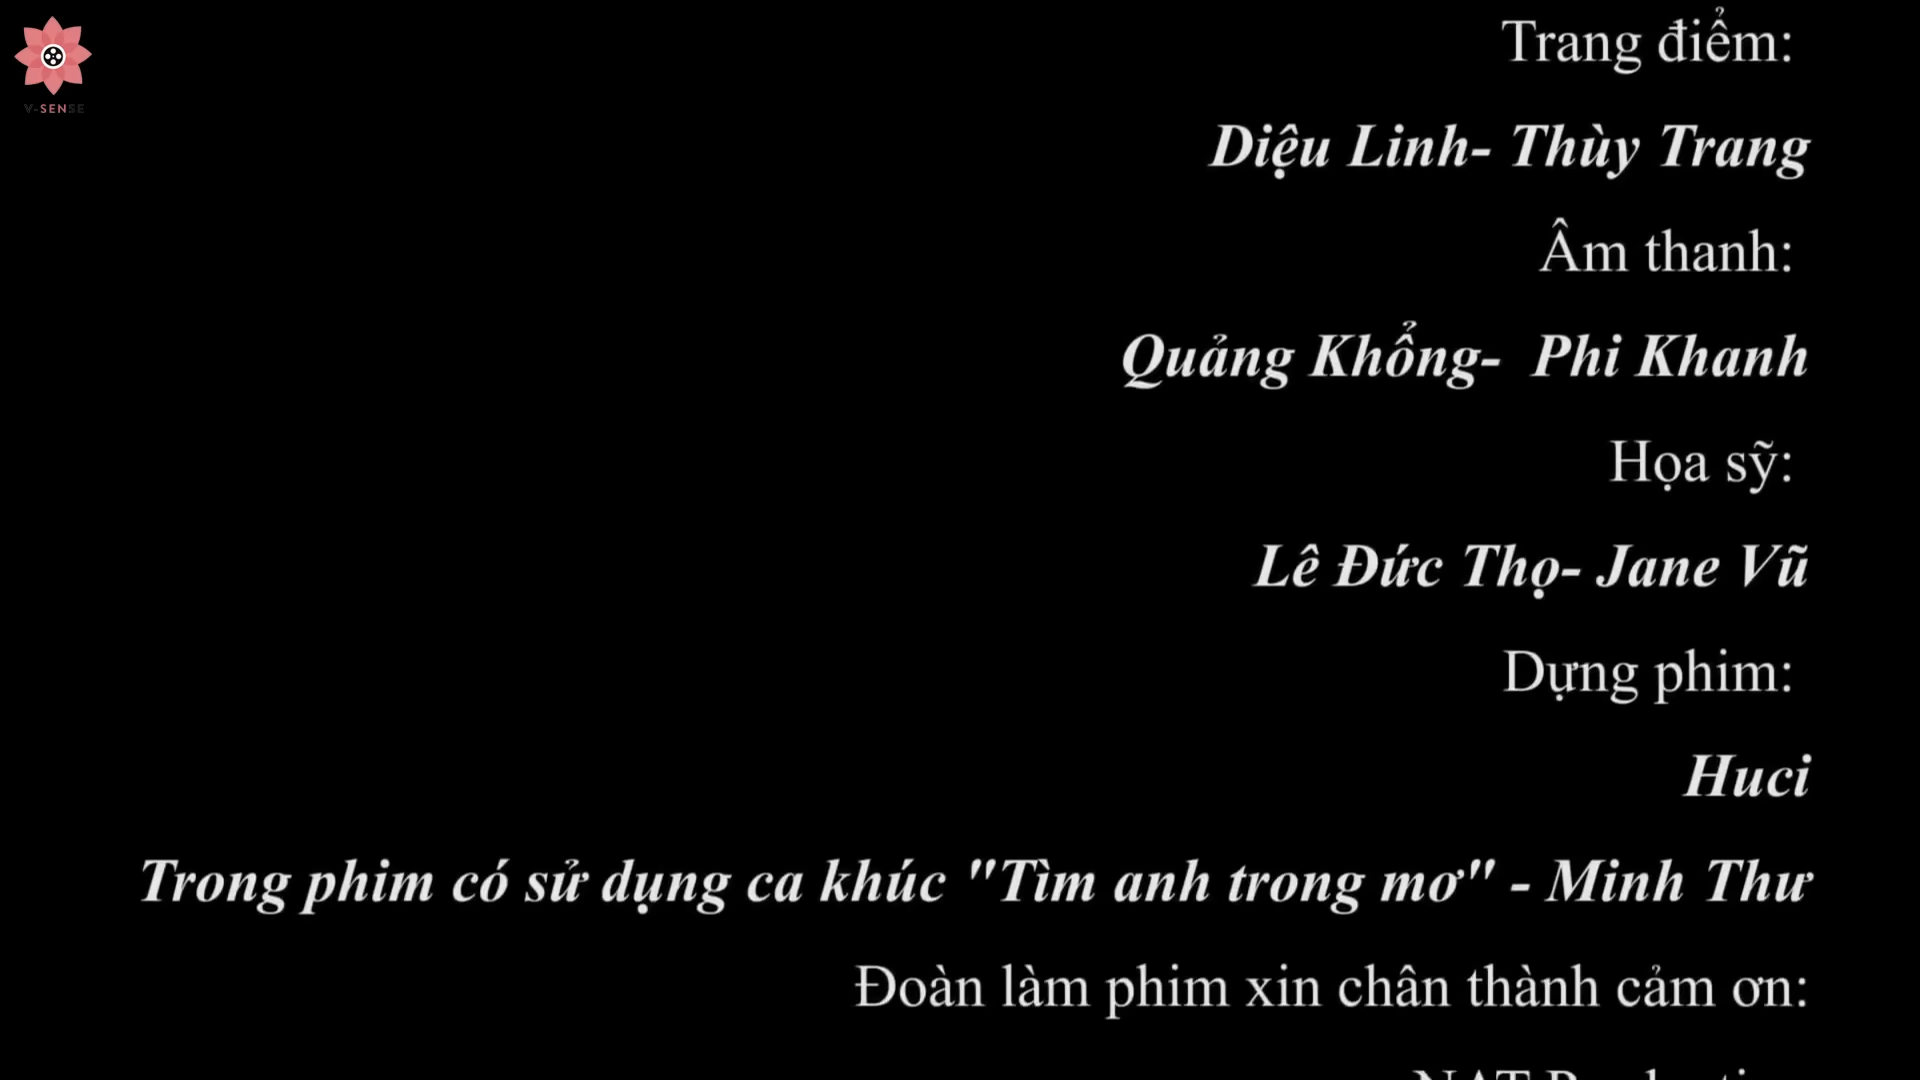 V-SENSE
Trang điểm:
Diệu Linh- Thùy Trang
Âm thanh:
Quảng Khổng- Phi Khanh
Họa sỹ:
Lê Đức Thọ- Jane Vũ
Dựng phim:
Huci
Trong phim có sử dụng ca khúc "Tìm anh trong mơ" - Minh Thư
Đoàn làm phim xin chân thành cảm ơn: